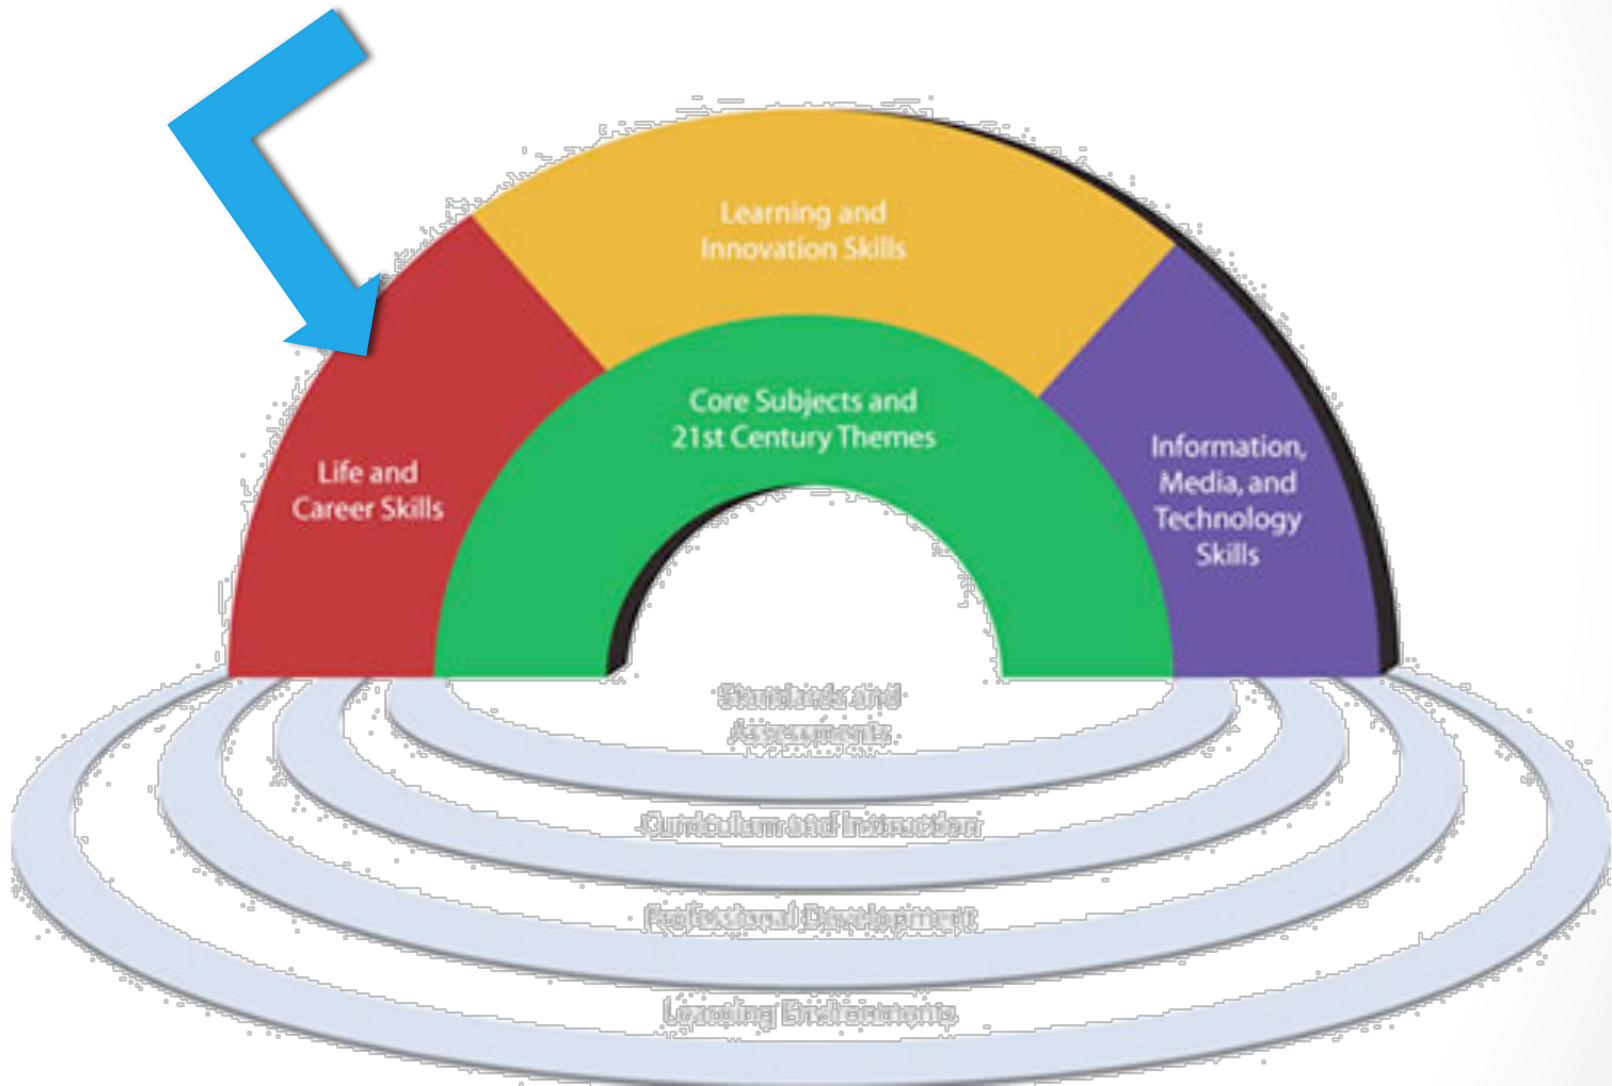 Learning and
Innovation Skills
Core Subjects and
21st Century Themes
Life and
Career Skills
Information,
Media, and
Technology
Skills
Standards and
Assessments
Curriculum and Instruction
Professional Development
Learning Environments